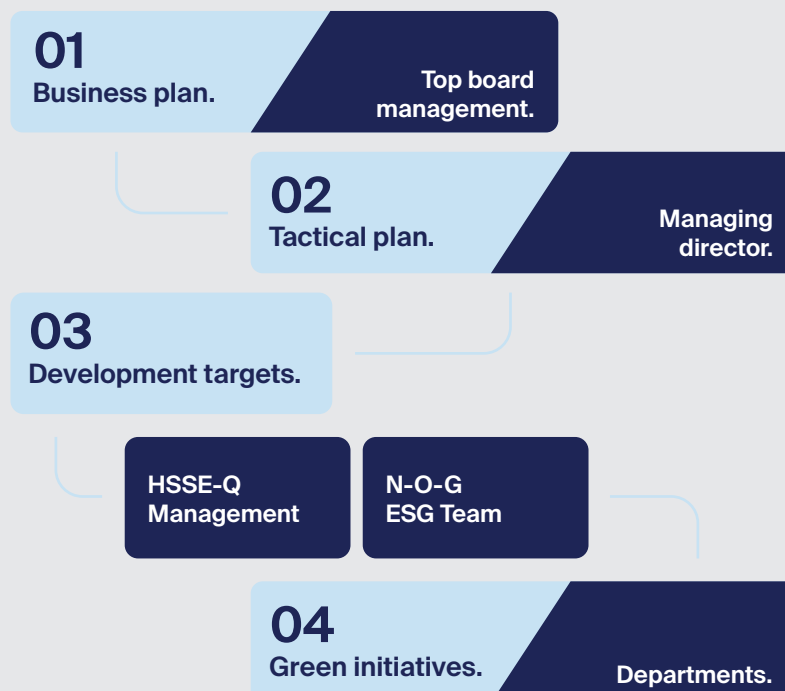 01
Business plan.
Top board
management.
02
Tactical plan.
Managing
director.
03
Development targets.
HSSE-Q
Management
N-O-G
ESG Team
04
Green initiatives.
Departments.